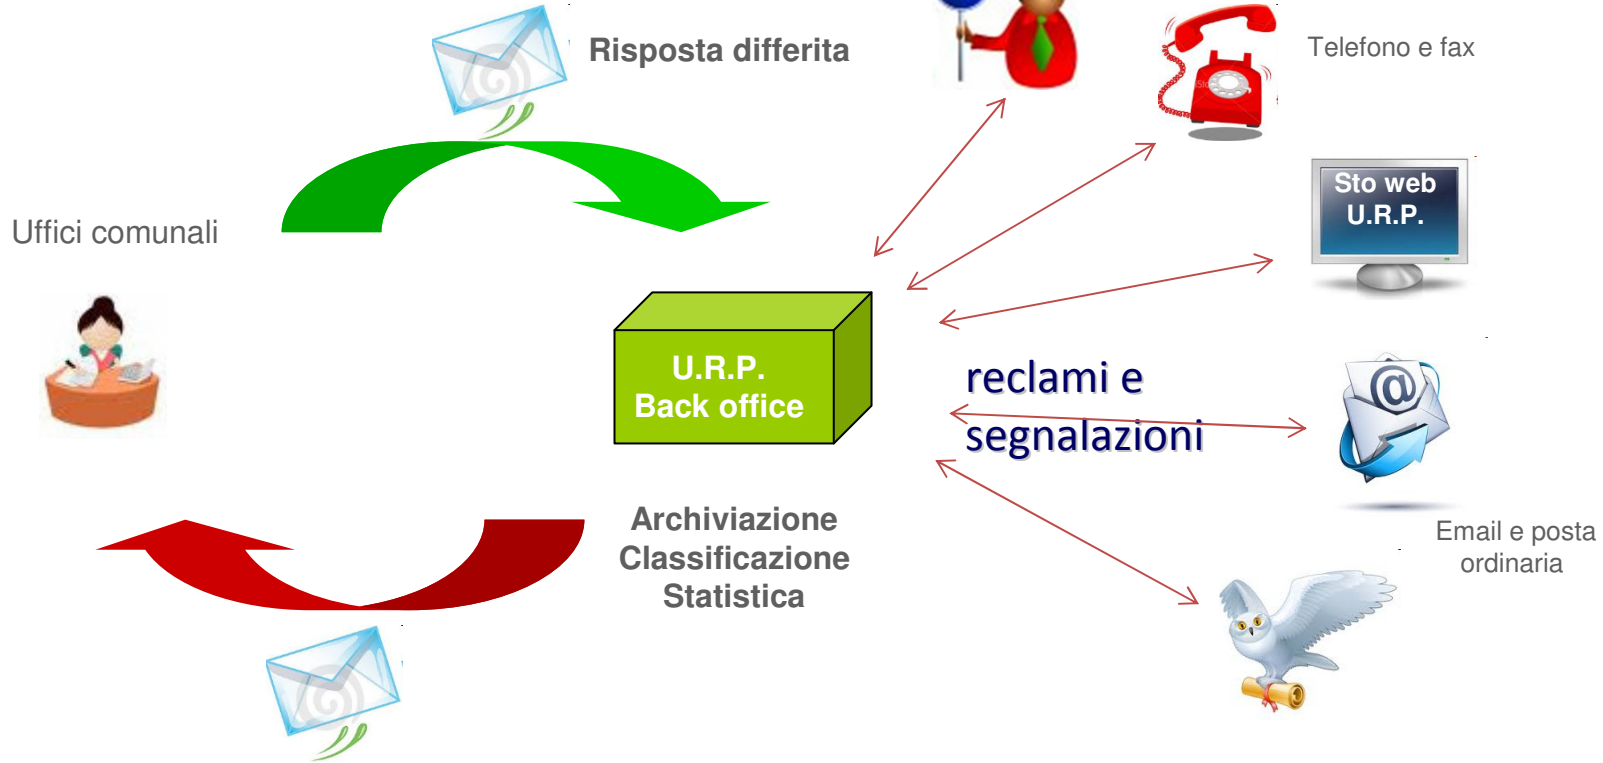 Risposta differita
Telefono e fax
Sto web
U.R.P.
Uffici comunali
U.R.P.
Back office
reclami e
segnalazioni
Archiviazione
Classificazione
Statistica
Email e posta
ordinaria